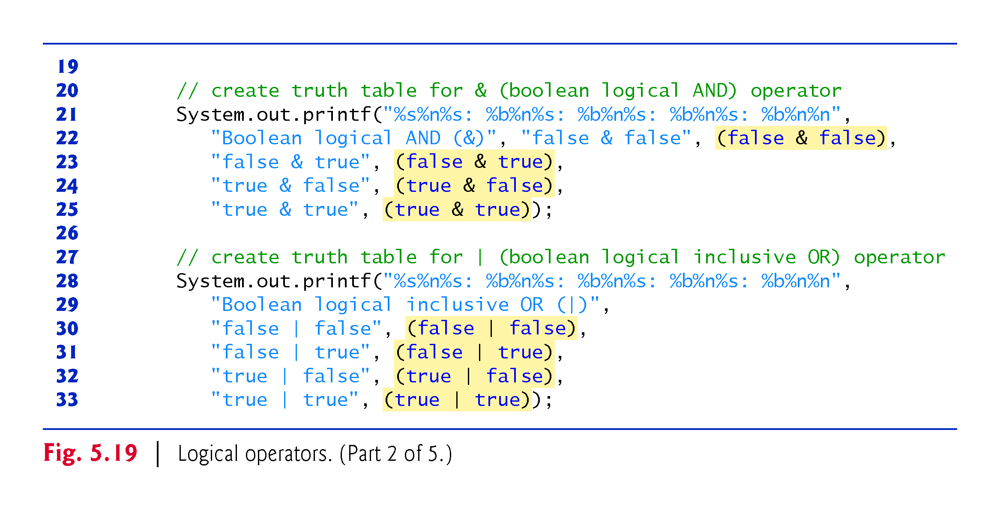 19
20 // create truth table for & (boolean logical AND) operator
21 System.out.printf("%s%n%s: %b%n%s: %b%n%s: %b%n%s: %b%n%n",
22 "Boolean logical AND (&)", "false & false", (false & false),
23 "false & true", (false & true),
24 "true & false", (true & false),
25 "true & true", (true & true));
26
27 // create truth table for | (boolean logical inclusive OR) operator
28 System.out.printf("%s%n%s: %b%n%s: %b%n%s: %b%n%s: %b%n%n",
29 "Boolean logical inclusive OR (|)",
30 "false | false", (false | false),
31 "false | true", (false | true),
32 "true | false", (true | false),
33 "true | true", (true | true));
Fig. 5.19 | Logical operators. (Part 2 of 5.)